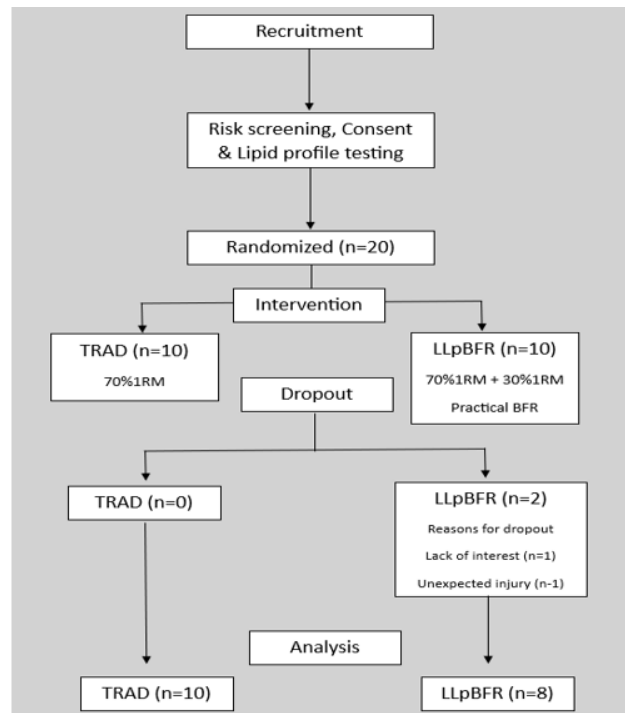 Recruitment
Risk screening, Consent
& Lipid profile testing
Randomized (n=20)
Intervention
TRAD (n=10)
70%1RM
LLpBFR (n=10)
70%1RM + 30%1RM
Practical BFR
Dropout
TRAD (n=0)
LLpBFR (n=2)
Reasons for dropout
Lack of interest (n=1)
Unexpected injury (n-1)
Analysis
TRAD (n=10)
LLpBFR (n=8)